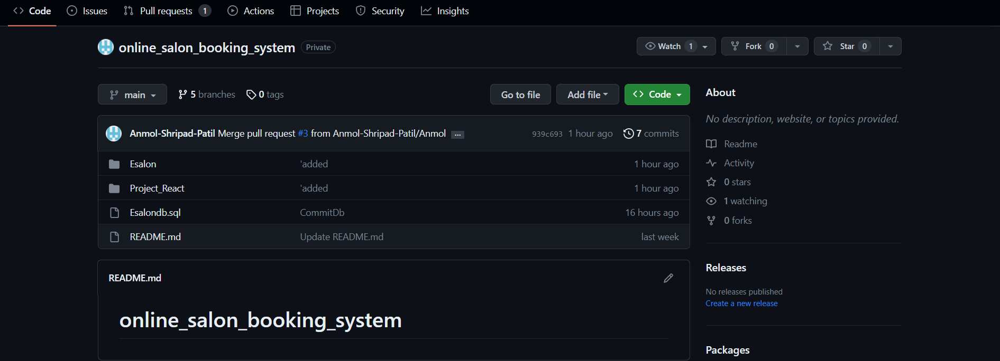 Code Issues Pull requests 1 Actions Projects Security Insights
online_salon_booking_system Private Watch 1 Fork 0 Star 0
main 5 branches 0 tags Go to file Add file Code
Anmol-Shripad-Patil Merge pull request #3 from Anmol-Shripad-Patil/Anmol ... 939c693 1 hour ago 7 commits
Esalon 'added 1 hour ago
Project_React 'added 1 hour ago
Esalondb.sql CommitDb 16 hours ago
README.md Update README.md last week
README.md
online_salon_booking_system
About
No description, website, or topics provided.
Readme
Activity
0 stars
1 watching
0 forks
Releases
No releases published
Create a new release
Packages